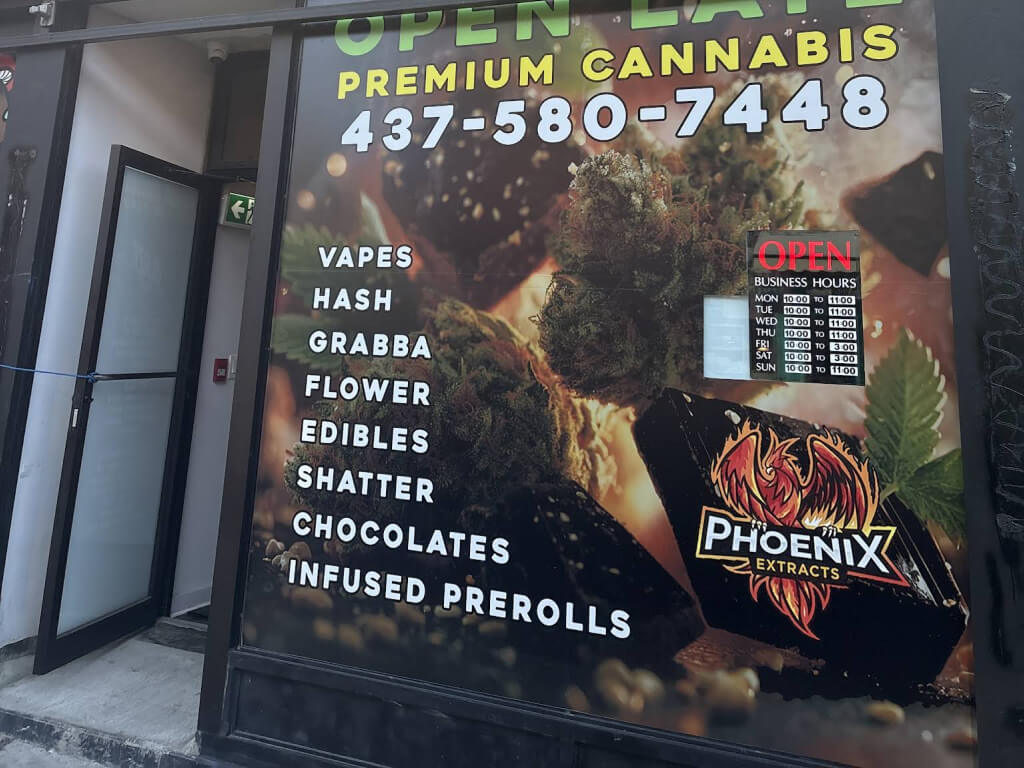 OPEN LATE
PREMIUM CANNABIS
437-580-7448
VAPES
HASH
GRABBA
FLOWER
EDIBLES
SHATTER
CHOCOLATES
INFUSED PREROLLS
OPEN
BUSINESS HOURS
MON 10:00 TO 11:00
TUE 10:00 TO 11:00
WED 10:00 TO 11:00
THU 10:00 TO 11:00
FRI 10:00 TO 3:00
SAT 10:00 TO 3:00
SUN 10:00 TO 11:00
PHOENIX
EXTRACTS